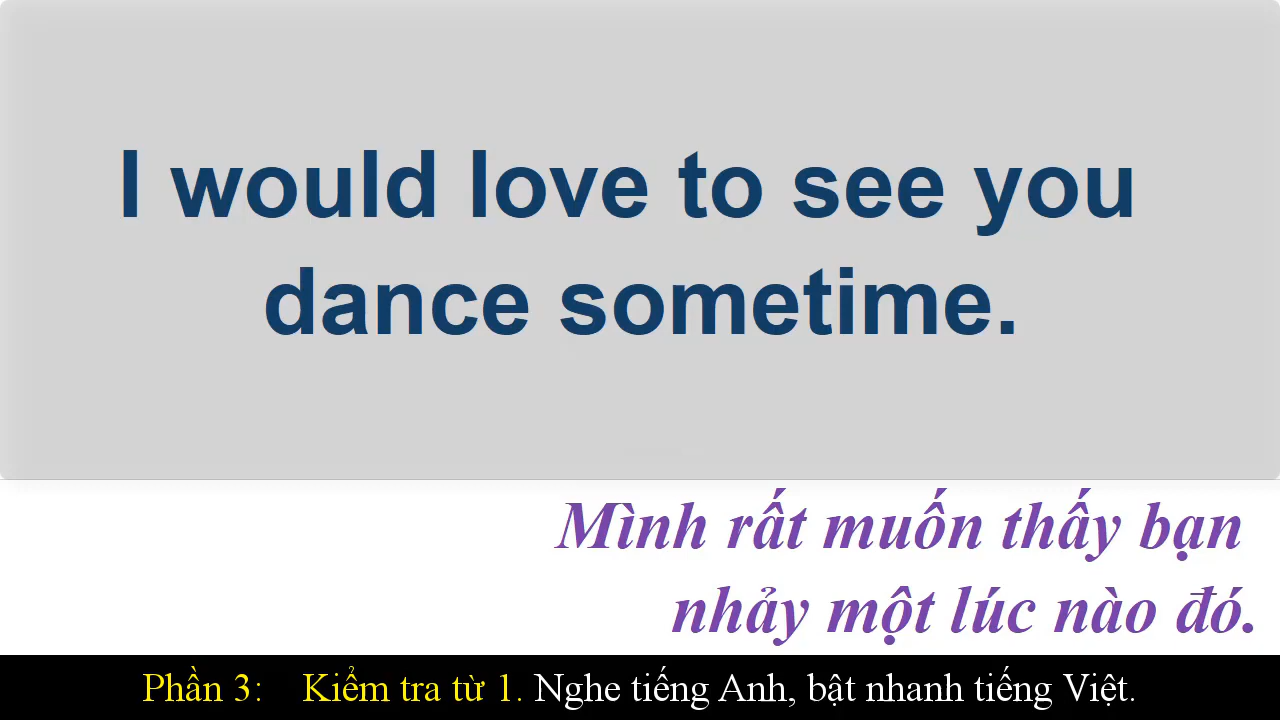 I would love to see you
dance sometime.
Mình rất muốn thấy bạn
nhảy một lúc nào đó.
Phần 3: Kiểm tra từ 1. Nghe tiếng Anh, bật nhanh tiếng Việt.